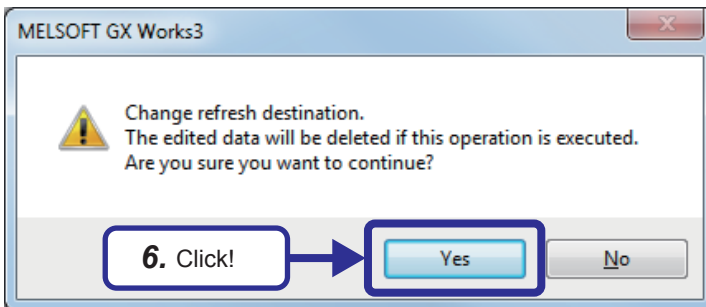 MELSOFT GX Works3
Change refresh destination.
The edited data will be deleted if this operation is executed.
Are you sure you want to continue?
6. Click!
Yes
No